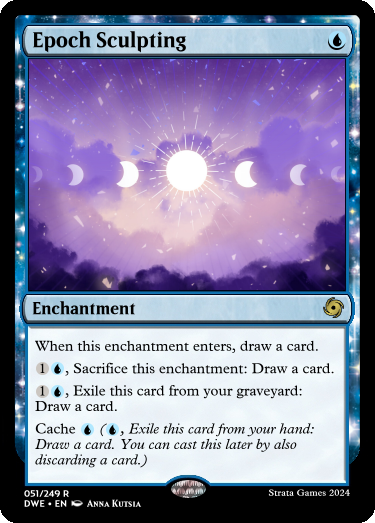 Epoch Sculpting
Enchantment
When this enchantment enters, draw a card.
1, Sacrifice this enchantment: Draw a card.
1, Exile this card from your graveyard:
Draw a card.
Cache (, Exile this card from your hand:
Draw a card. You can cast this later by also
discarding a card.)
051/249 R
DWE • EN Anna Kutsia
Strata Games 2024